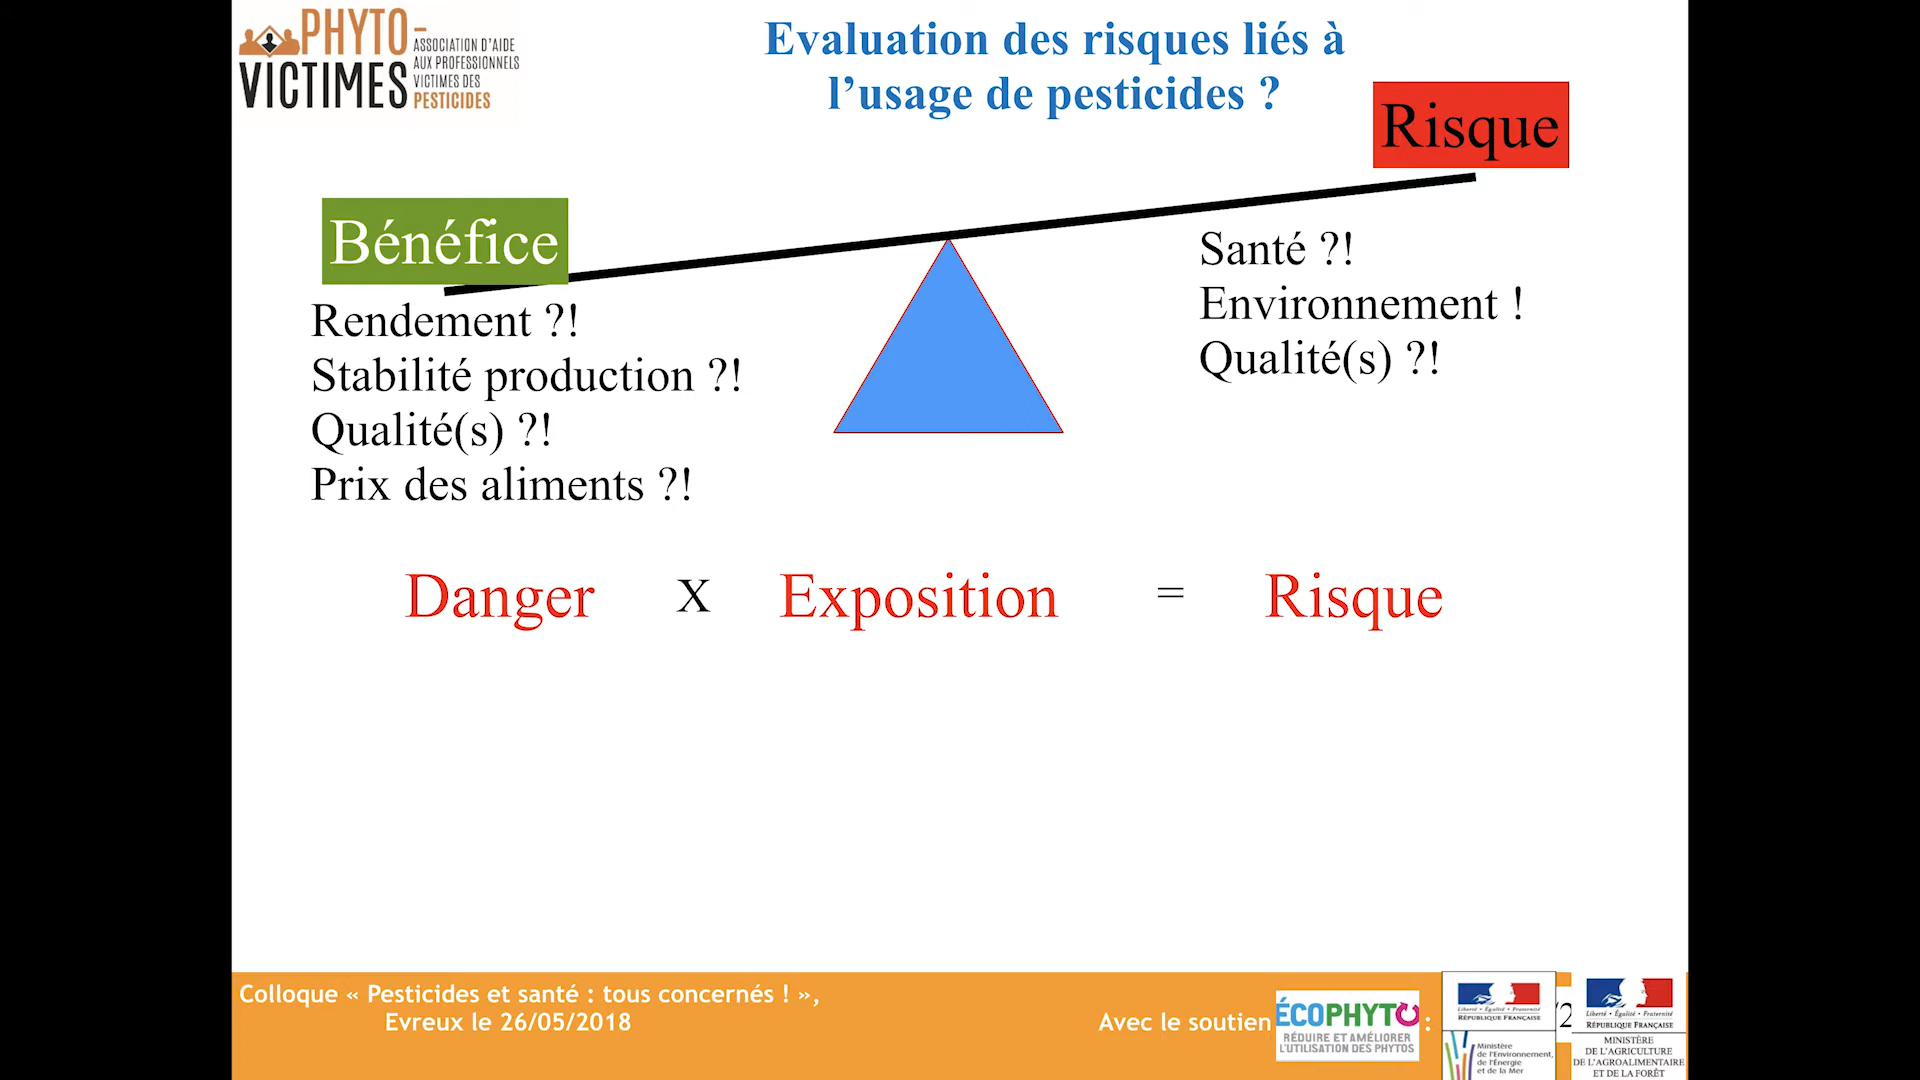 PHYTO-
VICTIMES
ASSOCIATION D'AIDE
AUX PROFESSIONNELS
VICTIMES DES
PESTICIDES
Evaluation des risques liés à
l’usage de pesticides ?
Risque
Bénéfice
Rendement ?!
Stabilité production ?!
Qualité(s) ?!
Prix des aliments ?!
Santé ?!
Environnement !
Qualité(s) ?!
Danger X Exposition = Risque
Colloque « Pesticides et santé : tous concernés ! »,
Evreux le 26/05/2018
Avec le soutien :
ÉCOPHYTO
RÉDUIRE ET AMÉLIORER
L'UTILISATION DES PHYTOS
Liberté • Égalité • Fraternité
RÉPUBLIQUE FRANÇAISE
Ministère
de l'Environnement,
de l'Énergie
et de la Mer
/2
Liberté • Égalité • Fraternité
RÉPUBLIQUE FRANÇAISE
MINISTÈRE
DE L'AGRICULTURE
DE L'AGROALIMENTAIRE
ET DE LA FORÊT